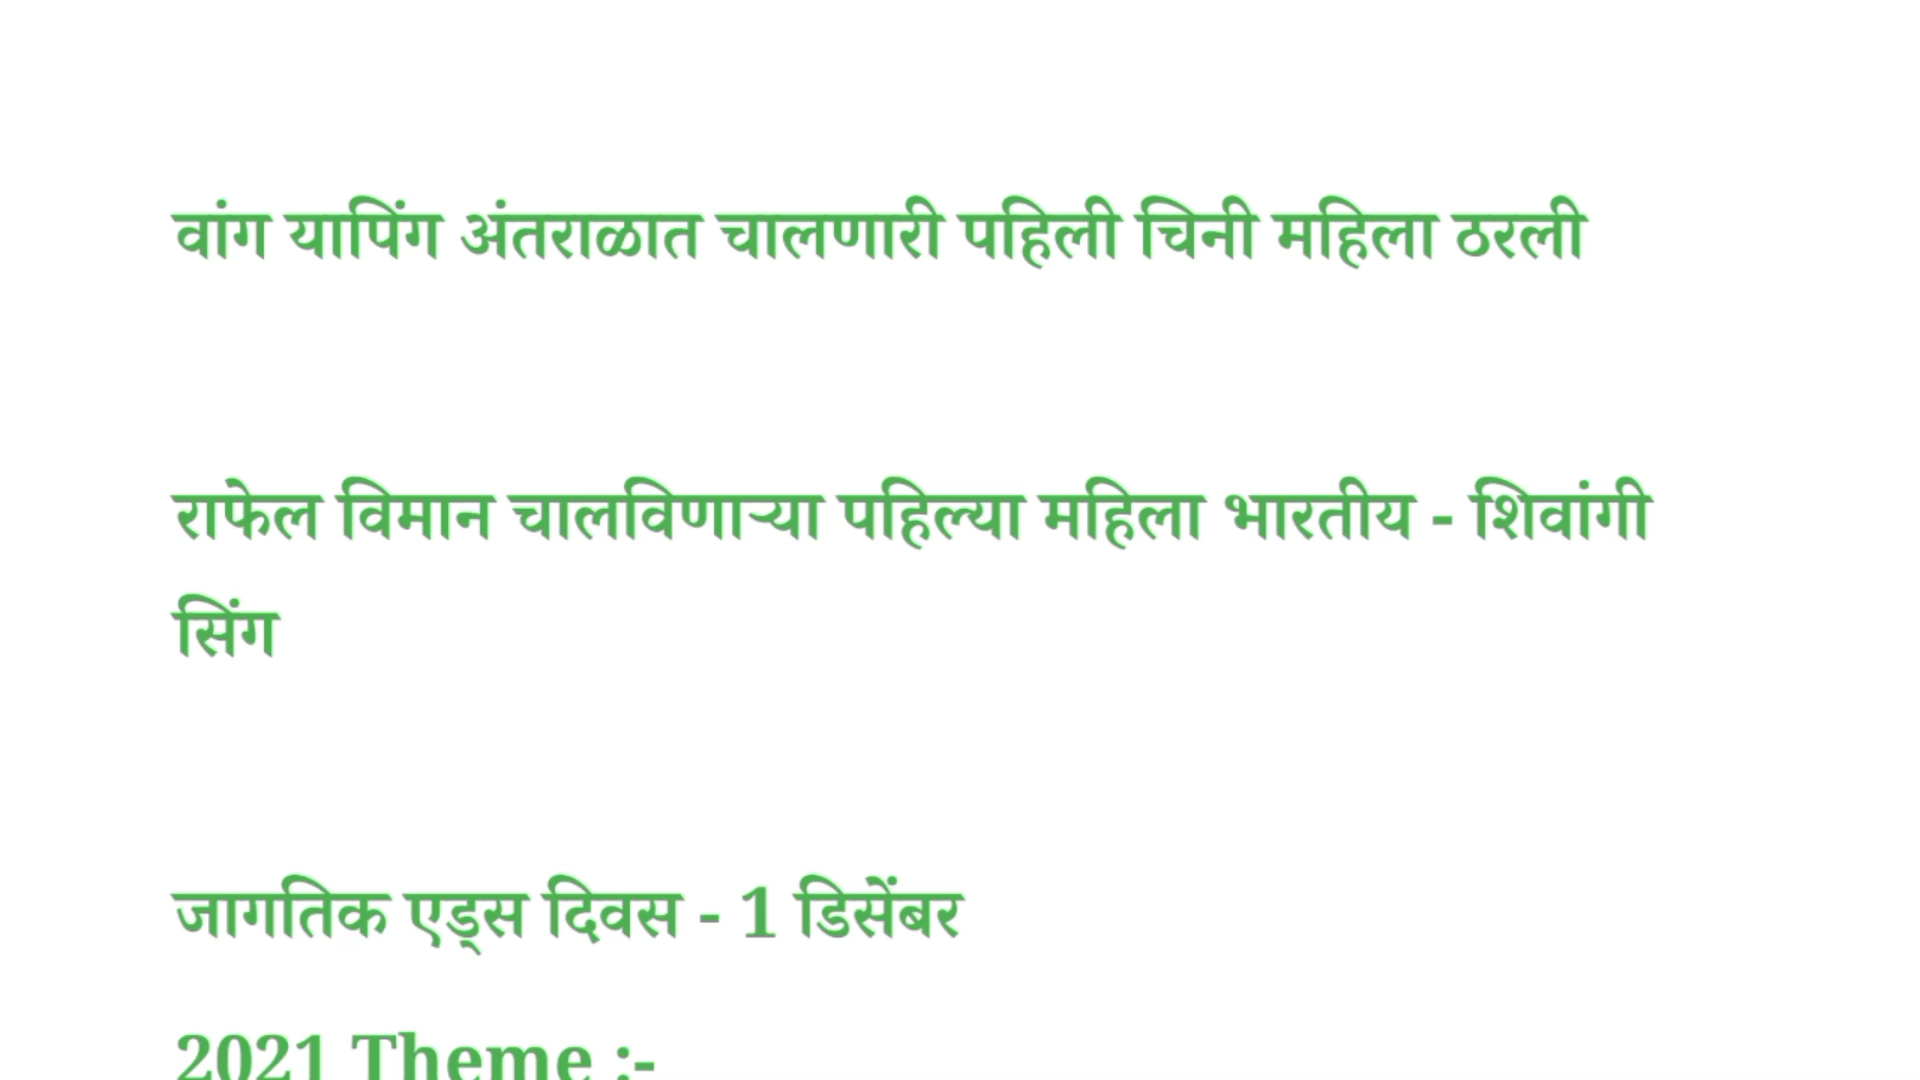 वांग यापिंग अंतराळात चालणारी पहिली चिनी महिला ठरली
राफेल विमान चालविणाऱ्या पहिल्या महिला भारतीय - शिवांगी
सिंग
जागतिक एड्स दिवस - 1 डिसेंबर
2021 Theme :-